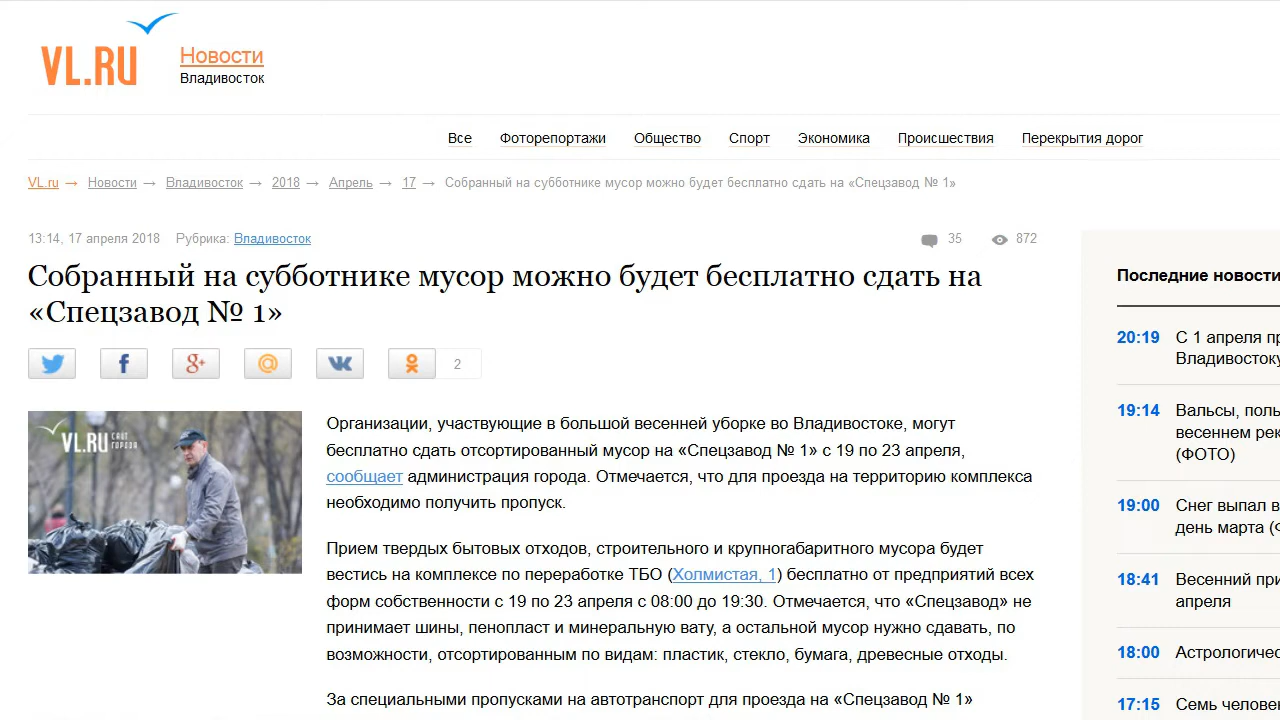 VL.RU
Новости
Владивосток
Все Фоторепортажи Общество Спорт Экономика Происшествия Перекрытия дорог
VL.ru → Новости → Владивосток → 2018 → Апрель → 17 → Собранный на субботнике мусор можно будет бесплатно сдать на «Спецзавод № 1»
13:14, 17 апреля 2018 Рубрика: Владивосток 35 872
Собранный на субботнике мусор можно будет бесплатно сдать на
«Спецзавод № 1»
2
VL.RU САЙТ ГОРОДА
Организации, участвующие в большой весенней уборке во Владивостоке, могут
бесплатно сдать отсортированный мусор на «Спецзавод № 1» с 19 по 23 апреля,
сообщает администрация города. Отмечается, что для проезда на территорию комплекса
необходимо получить пропуск.
Прием твердых бытовых отходов, строительного и крупногабаритного мусора будет
вестись на комплексе по переработке ТБО (Холмистая, 1) бесплатно от предприятий всех
форм собственности с 19 по 23 апреля с 08:00 до 19:30. Отмечается, что «Спецзавод» не
принимает шины, пенопласт и минеральную вату, а остальной мусор нужно сдавать, по
возможности, отсортированным по видам: пластик, стекло, бумага, древесные отходы.
За специальными пропусками на автотранспорт для проезда на «Спецзавод № 1»
Последние новости
20:19 С 1 апреля пр
Владивостоку
19:14 Вальсы, поль
весеннем рек
(ФОТО)
19:00 Снег выпал в
день марта (Ф
18:41 Весенний при
апреля
18:00 Астрологичес
17:15 Семь человек